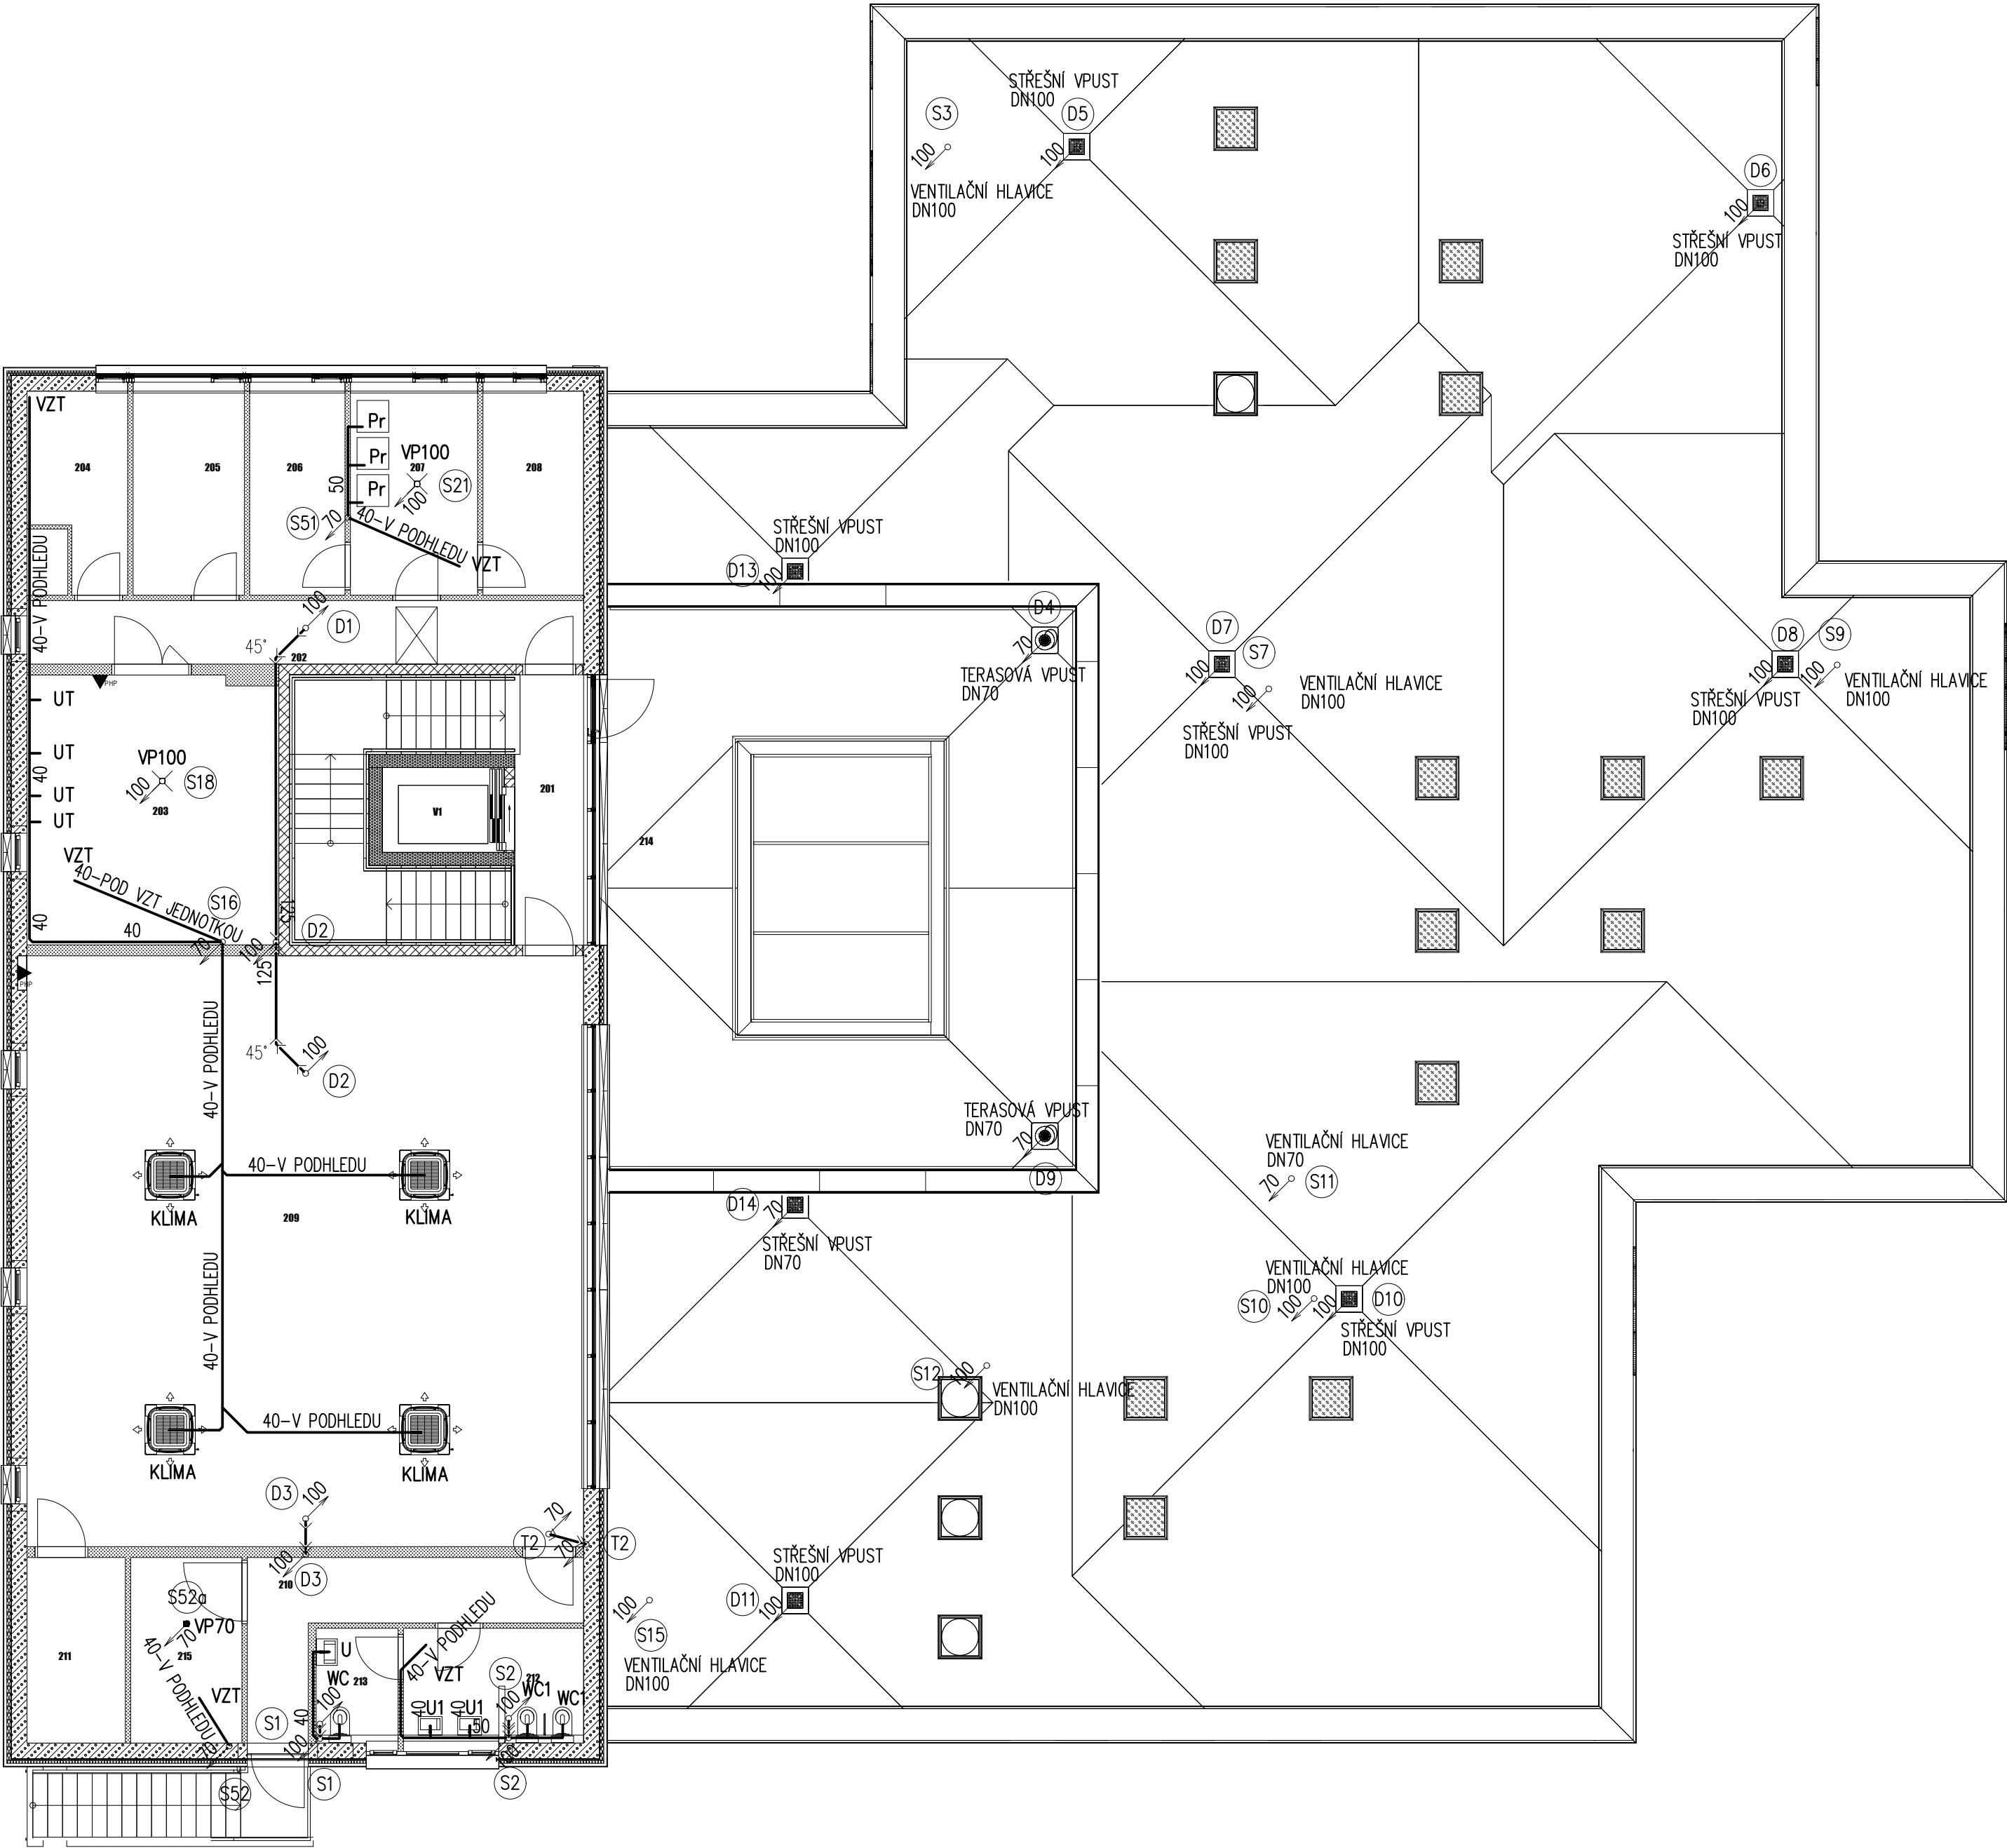 STŘEŠNÍ VPUST
DN100
S3
D5
100
100
VENTILAČNÍ HLAVICE
DN100
D6
100
STŘEŠNÍ VPUST
DN100
VZT
Pr
Pr
Pr
VP100
204
205
206
207
208
50
S21
100
S51
70
40-V PODHLEDU
VZT
STŘEŠNÍ VPUST
DN100
D13
100
40-V PODHLEDU
100
D1
45°
202
PHP
D4
70
TERASOVÁ VPUST
DN70
D7
S7
100
100
VENTILAČNÍ HLAVICE
DN100
STŘEŠNÍ VPUST
DN100
D8
S9
100
100
VENTILAČNÍ HLAVICE
DN100
STŘEŠNÍ VPUST
DN100
UT
UT
40
UT
UT
VP100
S18
100
203
201
V1
214
VZT
40-POD VZT JEDNOTKOU
S16
40
40
70
100
125
D2
125
PHP
45°
100
D2
40-V PODHLEDU
40-V PODHLEDU
KLIMA
KLIMA
209
40-V PODHLEDU
40-V PODHLEDU
KLIMA
KLIMA
TERASOVÁ VPUST
DN70
70
D9
D14
70
STŘEŠNÍ VPUST
DN70
VENTILAČNÍ HLAVICE
DN70
70
S11
VENTILAČNÍ HLAVICE
DN100
S10
100
100
D10
STŘEŠNÍ VPUST
DN100
S12
100
VENTILAČNÍ HLAVICE
DN100
D3
100
70
T2
T2
70
100
210
D3
STŘEŠNÍ VPUST
DN100
D11
100
100
S15
VENTILAČNÍ HLAVICE
DN100
S52a
VP70
70
40-V PODHLEDU
211
215
VZT
U
WC
213
100
40
40-V PODHLEDU
VZT
S2
212
100
WC1
WC1
40
U1
40
U1
50
S1
100
100
70
S52
S1
S2